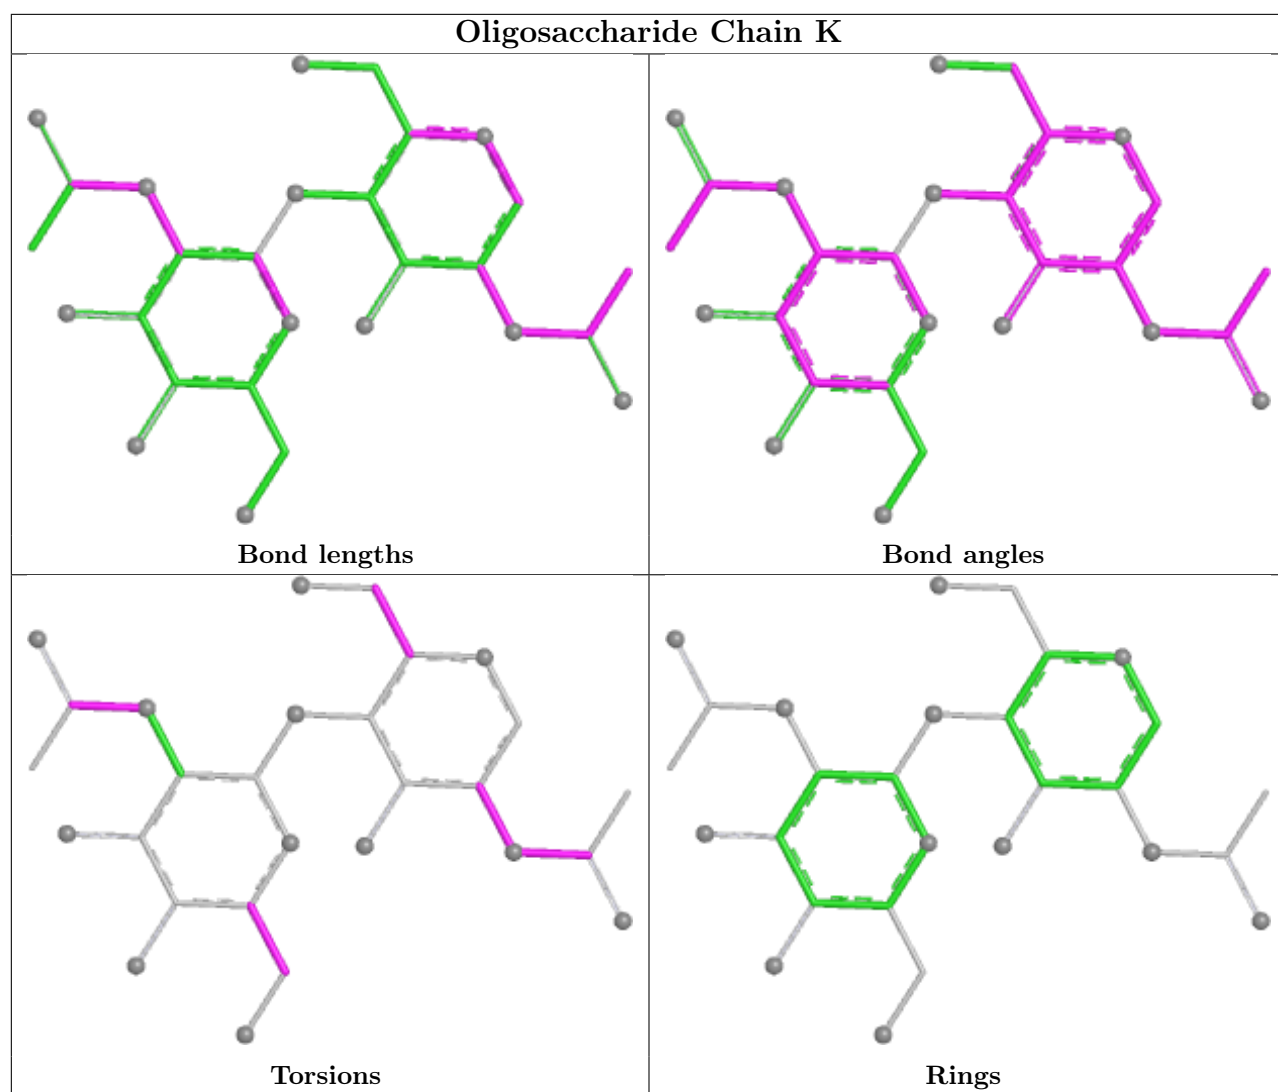 Oligosaccharide Chain K
Bond lengths
Bond angles
Torsions
Rings